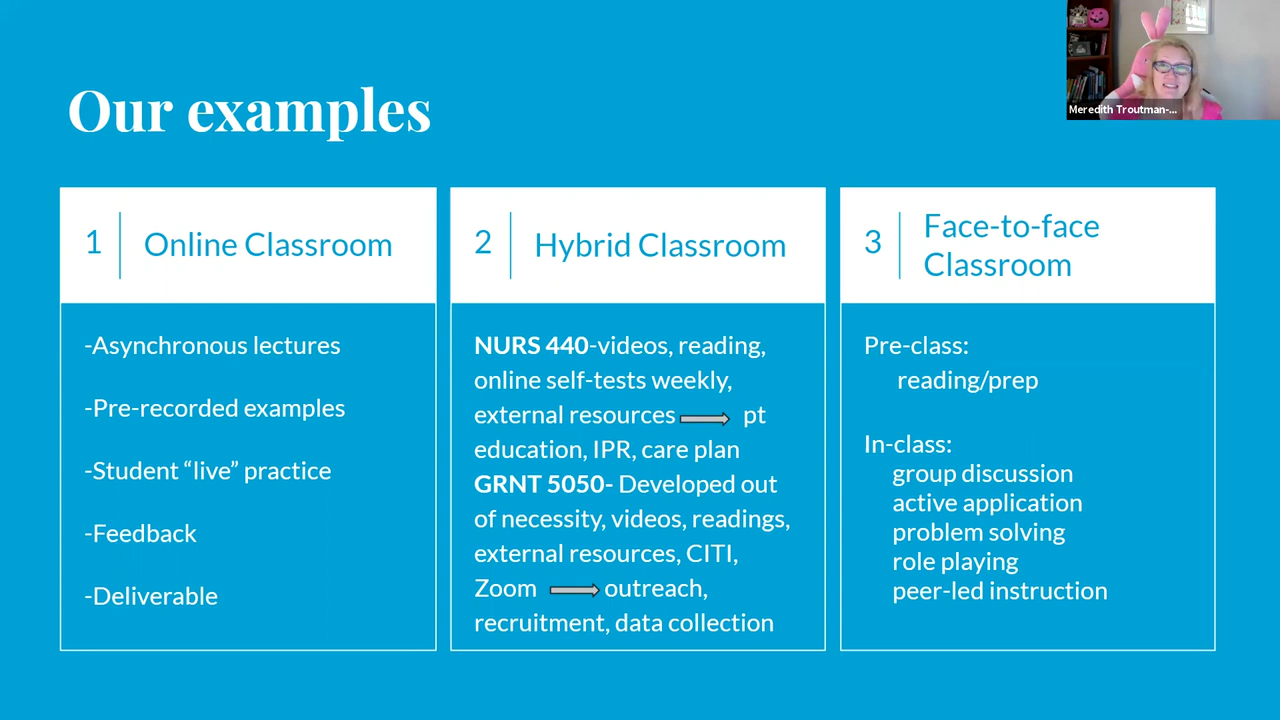 Our examples
Meredith Troutman-...
1 Online Classroom
-Asynchronous lectures
-Pre-recorded examples
-Student “live” practice
-Feedback
-Deliverable
2 Hybrid Classroom
NURS 440-videos, reading,
online self-tests weekly,
external resources pt
education, IPR, care plan
GRNT 5050- Developed out
of necessity, videos, readings,
external resources, CITI,
Zoom outreach,
recruitment, data collection
3 Face-to-face
Classroom
Pre-class:
reading/prep
In-class:
group discussion
active application
problem solving
role playing
peer-led instruction